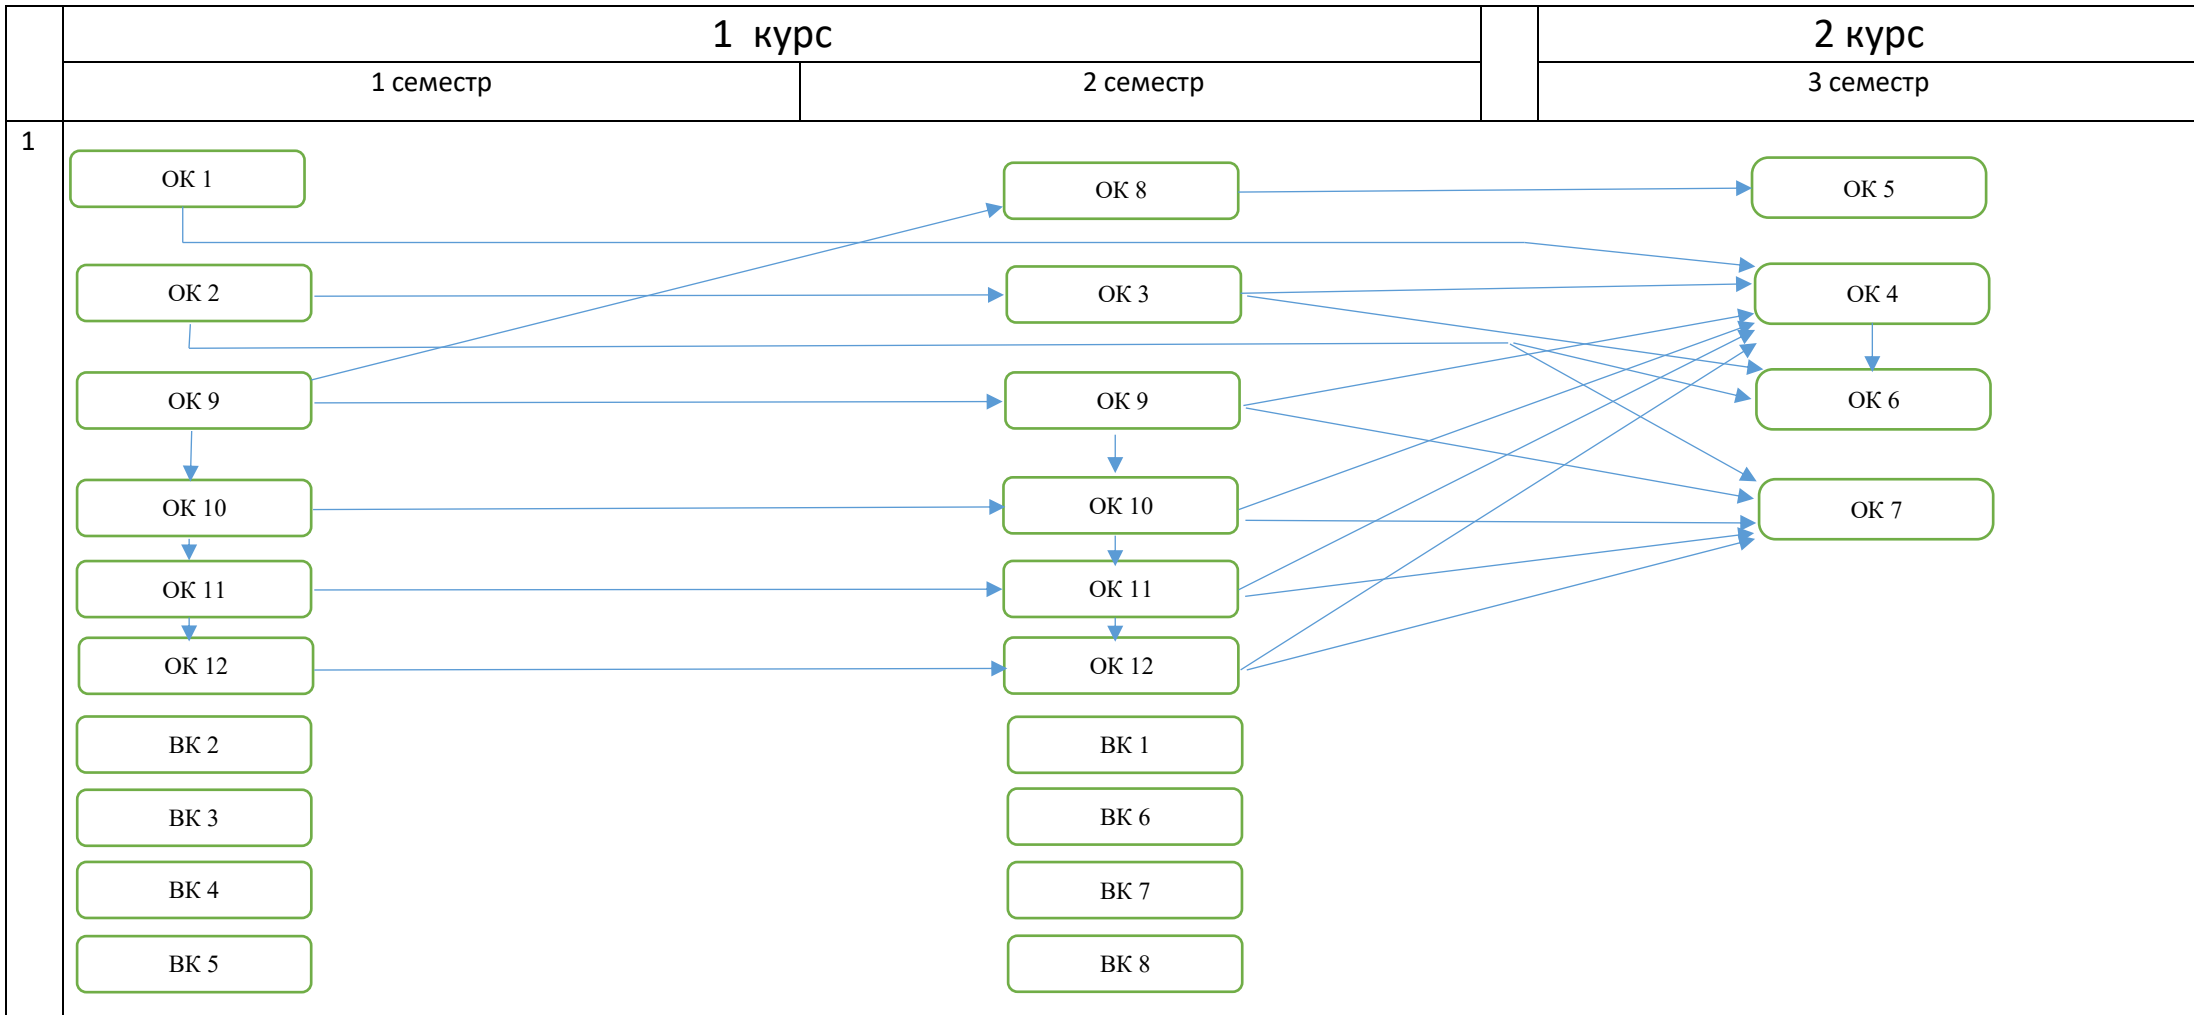 1 курс
2 курс
1 семестр
2 семестр
3 семестр
1
ОК 1
ОК 8
ОК 5
ОК 2
ОК 3
ОК 4
ОК 9
ОК 9
ОК 6
ОК 10
ОК 10
ОК 7
ОК 11
ОК 11
ОК 12
ОК 12
ВК 2
ВК 1
ВК 3
ВК 6
ВК 4
ВК 7
ВК 5
ВК 8